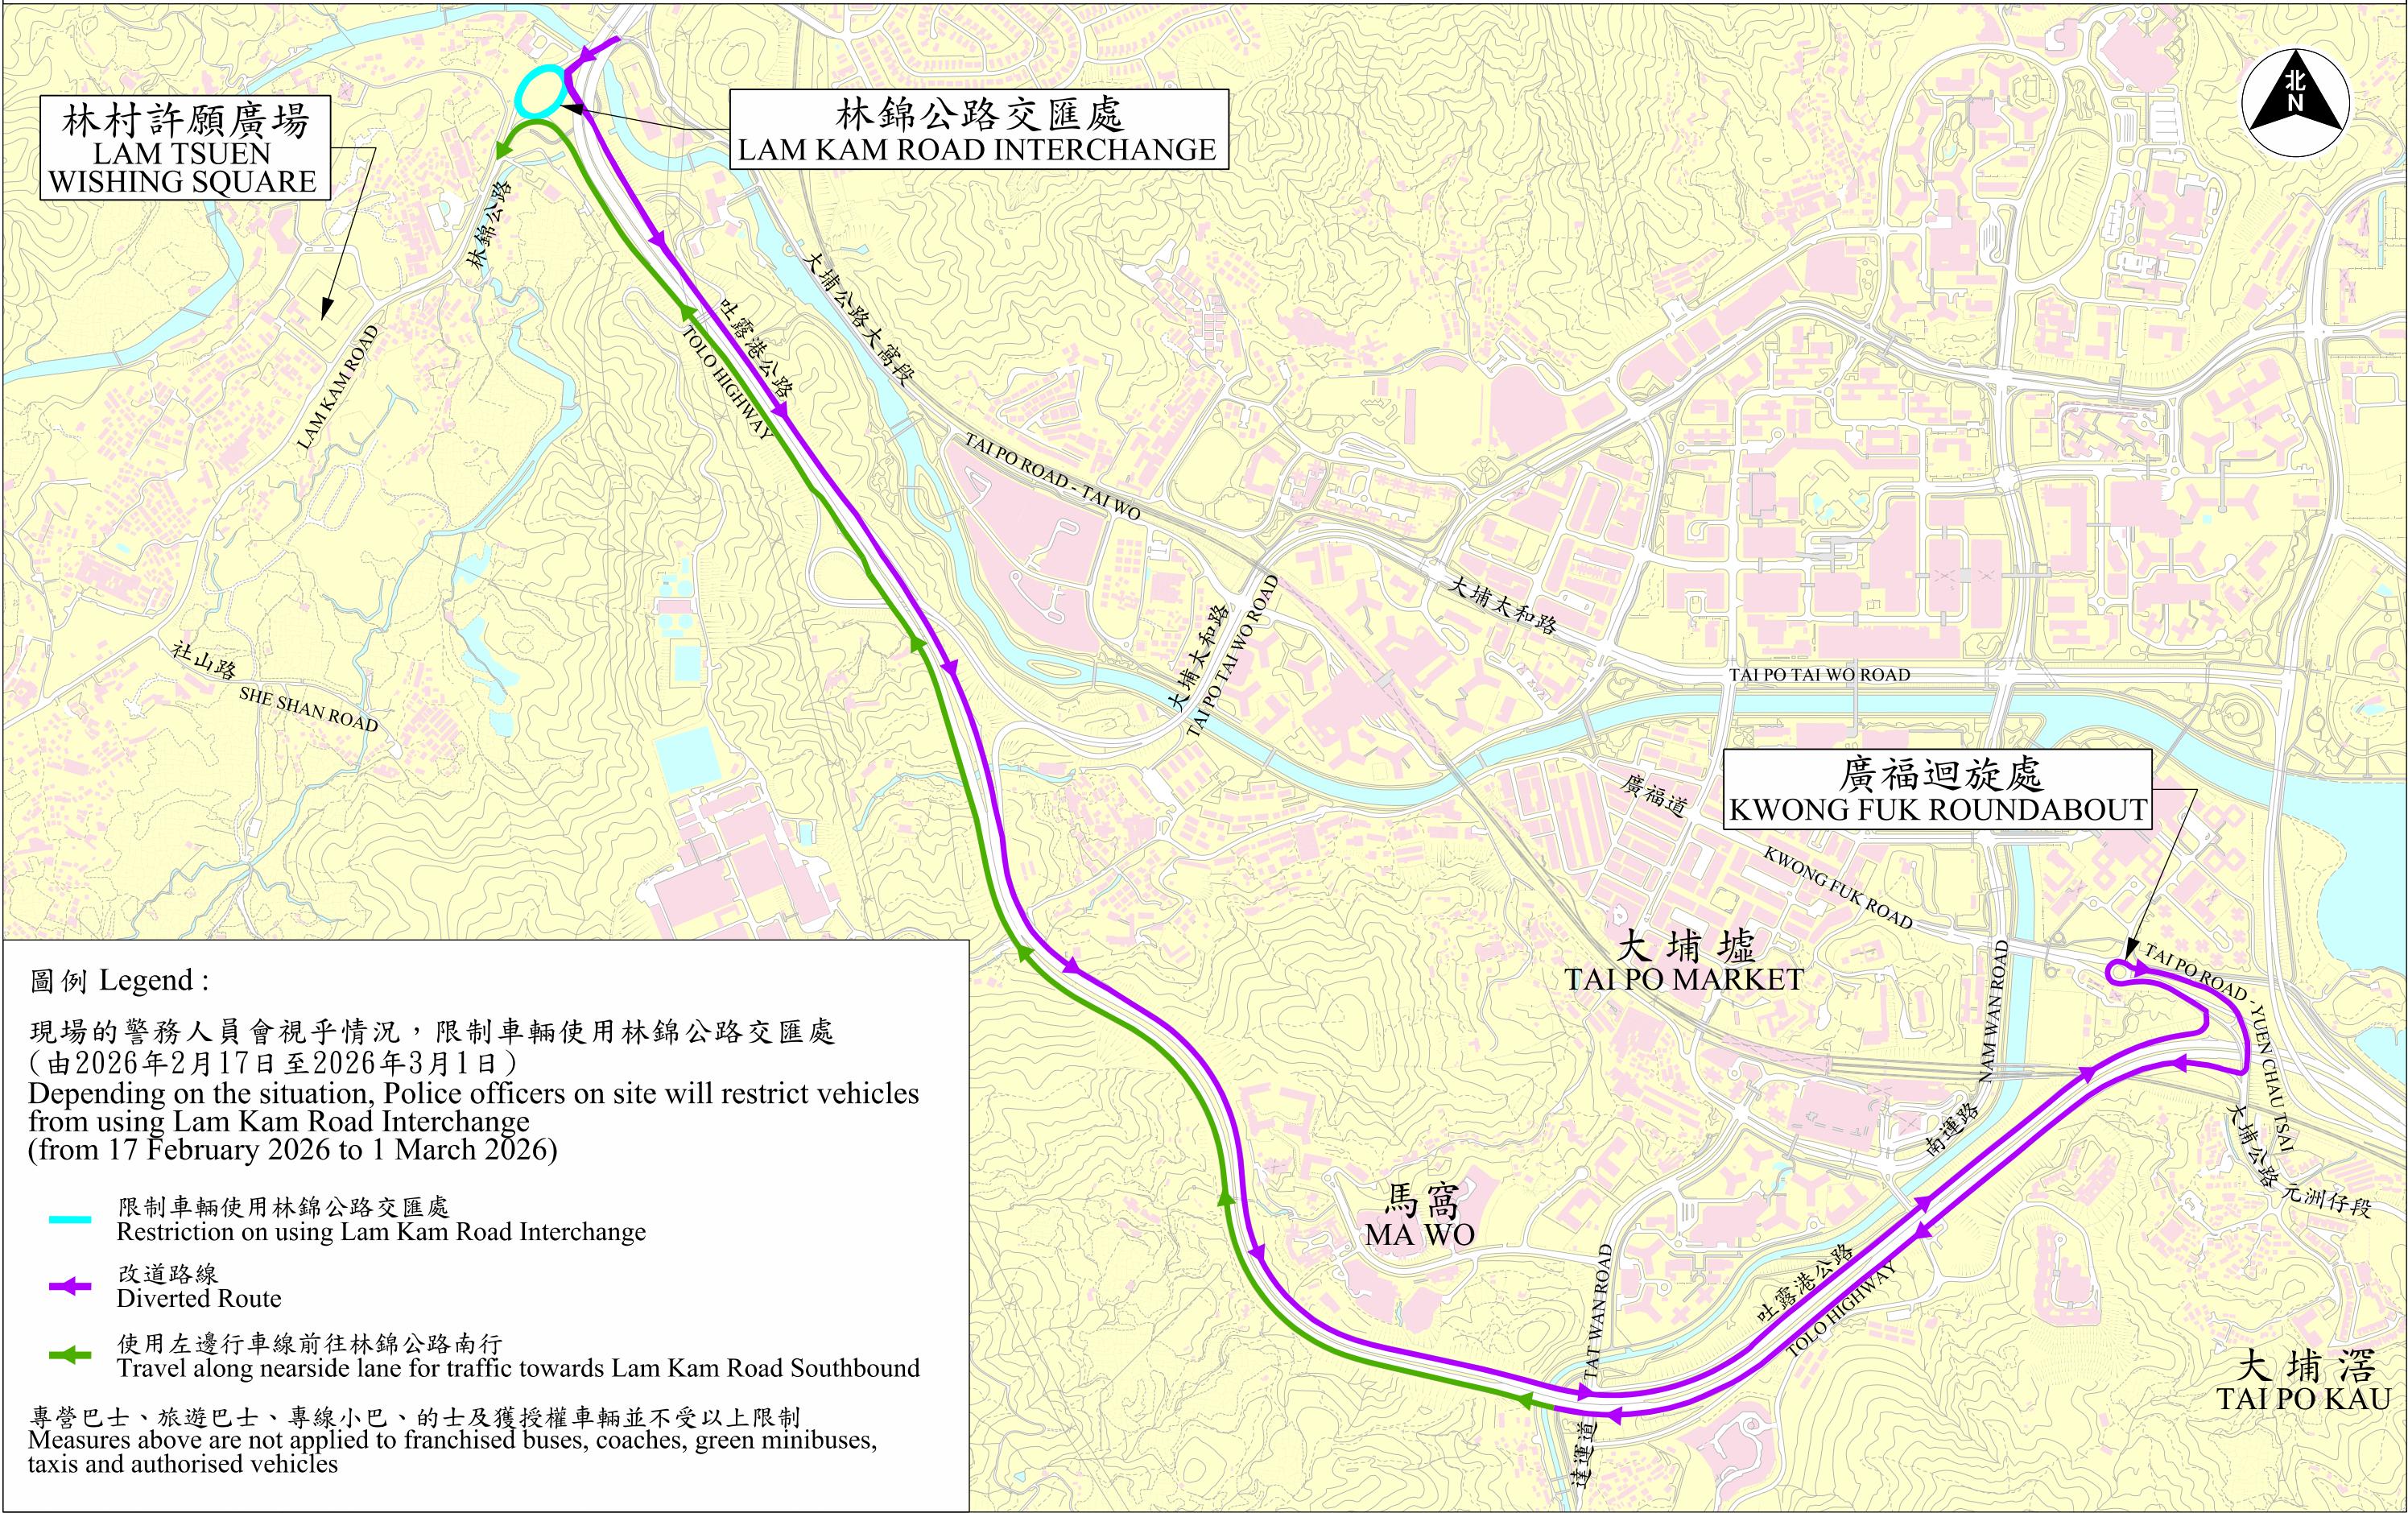 林村許願廣場
LAM TSUEN
WISHING SQUARE
林錦公路交匯處
LAM KAM ROAD INTERCHANGE
北
N
林錦公路
LAM KAM ROAD
吐露港公路
TOLO HIGHWAY
大埔公路大窩段
TAI PO ROAD - TAI WO
大埔太和路
TAI PO TAI WO ROAD
大埔太和路
TAI PO TAI WO ROAD
社山路
SHE SHAN ROAD
廣福迴旋處
KWONG FUK ROUNDABOUT
廣福道
KWONG FUK ROAD
大埔墟
TAI PO MARKET
NAM WAN ROAD
南運路
TAI PO ROAD - YUEN CHAU TSAI
大埔公路 元洲仔段
馬窩
MA WO
TAT WAN ROAD
達運道
吐露港公路
TOLO HIGHWAY
大埔滘
TAI PO KAU
圖例 Legend :
現場的警務人員會視乎情況，限制車輛使用林錦公路交匯處
(由2026年2月17日至2026年3月1日)
Depending on the situation, Police officers on site will restrict vehicles
from using Lam Kam Road Interchange
(from 17 February 2026 to 1 March 2026)
限制車輛使用林錦公路交匯處
Restriction on using Lam Kam Road Interchange
改道路線
Diverted Route
使用左邊行車線前往林錦公路南行
Travel along nearside lane for traffic towards Lam Kam Road Southbound
專營巴士、旅遊巴士、專線小巴、的士及獲授權車輛並不受以上限制
Measures above are not applied to franchised buses, coaches, green minibuses,
taxis and authorised vehicles